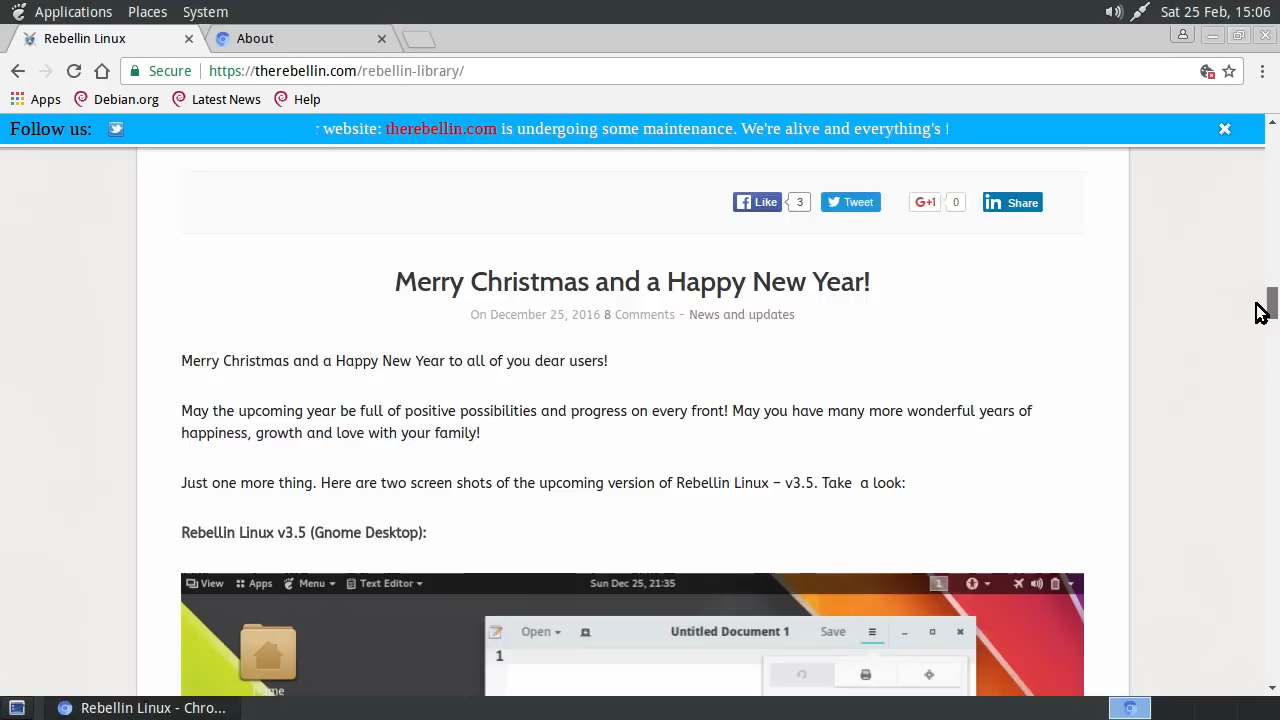 Applications Places System Sat 25 Feb, 15:06
Rebellin Linux About
Secure https://therebellin.com/rebellin-library/
Apps Debian.org Latest News Help
Follow us: website: therebellin.com is undergoing some maintenance. We're alive and everything's
Like 3 Tweet G+1 0 in Share
Merry Christmas and a Happy New Year!
On December 25, 2016 8 Comments - News and updates
Merry Christmas and a Happy New Year to all of you dear users!
May the upcoming year be full of positive possibilities and progress on every front! May you have many more wonderful years of
happiness, growth and love with your family!
Just one more thing. Here are two screen shots of the upcoming version of Rebellin Linux – v3.5. Take a look:
Rebellin Linux v3.5 (Gnome Desktop):
View Apps Menu Text Editor Sun Dec 25, 21:35 1
Open Untitled Document 1 Save
1
Home
Rebellin Linux - Chro...